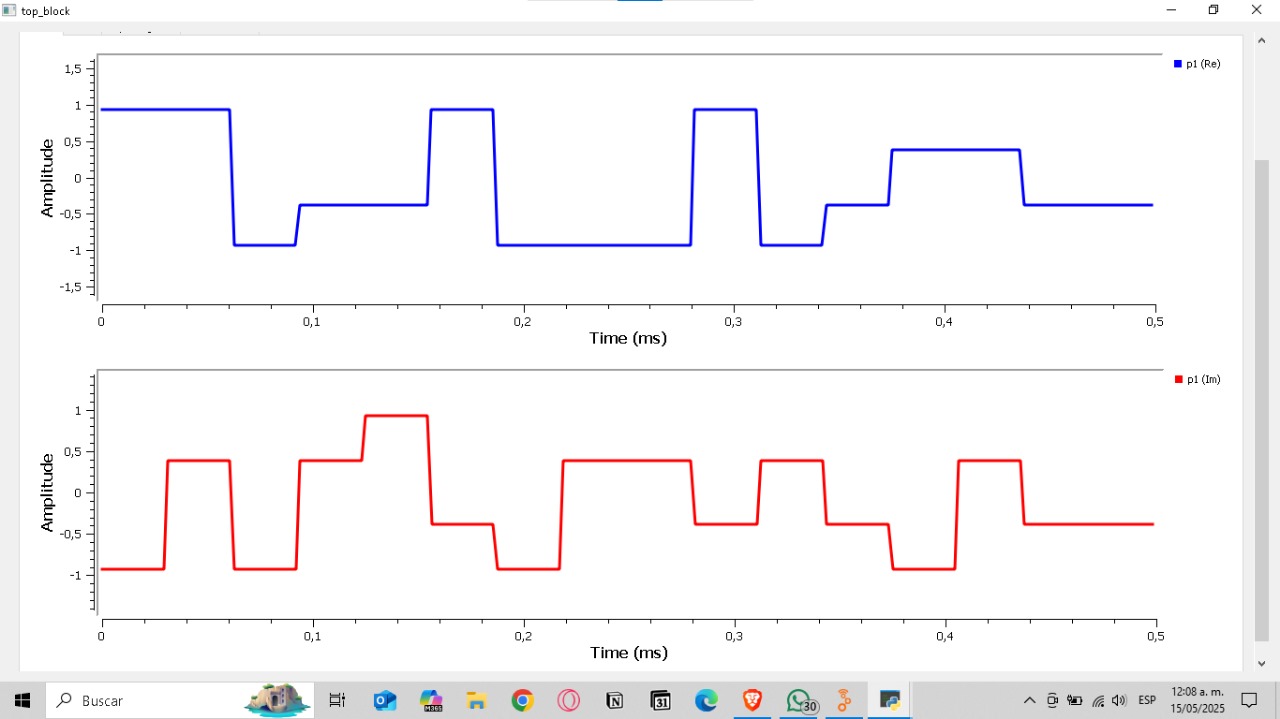 top_block
1,5
1
0,5
0
-0,5
-1
-1,5
Amplitude
p1 (Re)
0 0,1 0,2 0,3 0,4 0,5
Time (ms)
1
0,5
0
-0,5
-1
Amplitude
p1 (Im)
0 0,1 0,2 0,3 0,4 0,5
Time (ms)
Buscar
M365
31
30
ESP
12:08 a. m.
15/05/2025